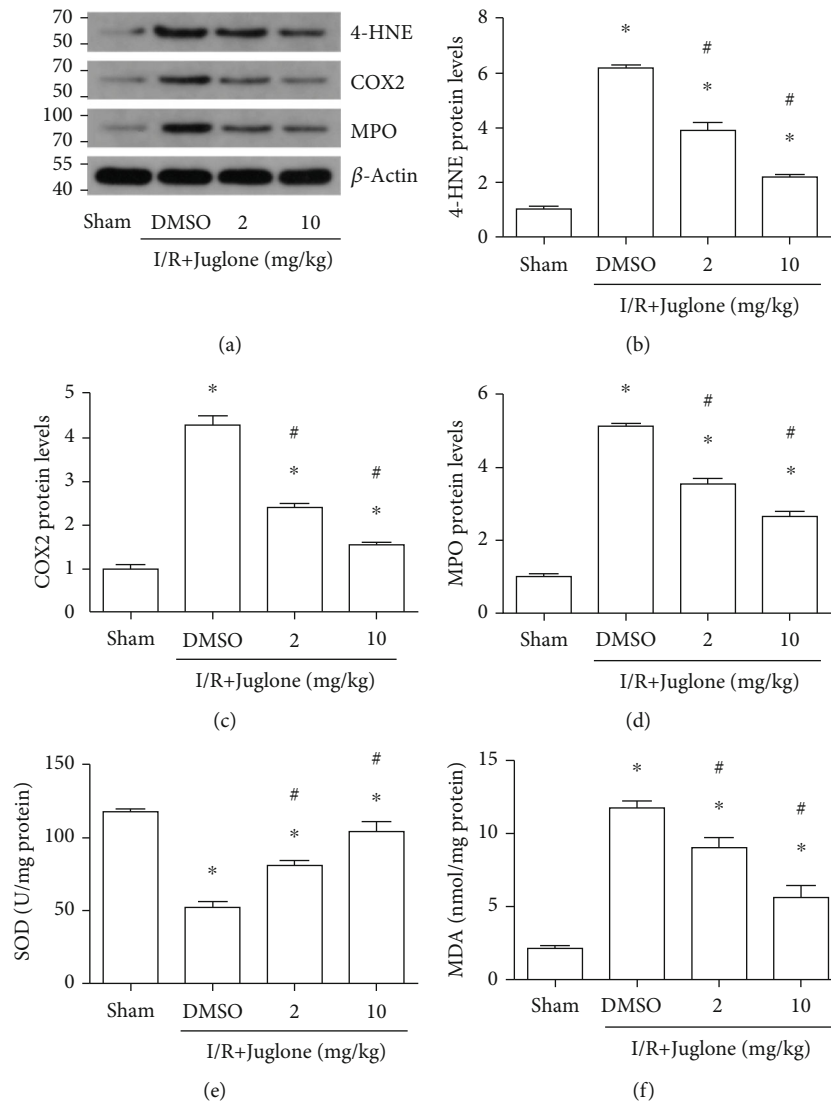 70
50
4-HNE
70
50
COX2
100
70
MPO
55
40
β-Actin
Sham DMSO 2 10
I/R+Juglone (mg/kg)
(a)
4-HNE protein levels
8
6
4
2
0
*
#
*
#
*
Sham DMSO 2 10
I/R+Juglone (mg/kg)
(b)
COX2 protein levels
5
4
3
2
1
0
*
#
*
#
*
Sham DMSO 2 10
I/R+Juglone (mg/kg)
(c)
MPO protein levels
6
4
2
0
*
#
*
#
*
Sham DMSO 2 10
I/R+Juglone (mg/kg)
(d)
SOD (U/mg protein)
150
100
50
0
*
#
*
#
*
Sham DMSO 2 10
I/R+Juglone (mg/kg)
(e)
MDA (nmol/mg protein)
15
10
5
0
*
#
*
#
*
Sham DMSO 2 10
I/R+Juglone (mg/kg)
(f)